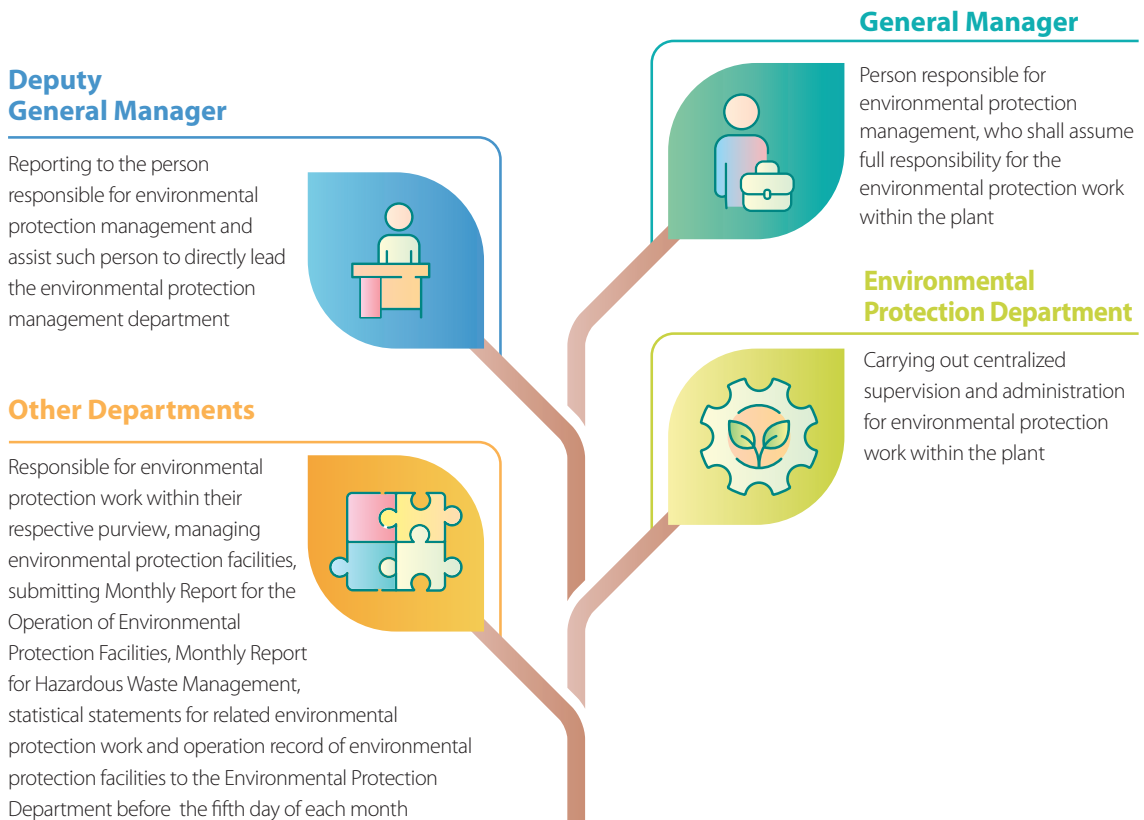 General Manager
Person responsible for
environmental protection
management, who shall assume
full responsibility for the
environmental protection work
within the plant
Deputy
General Manager
Reporting to the person
responsible for environmental
protection management and
assist such person to directly lead
the environmental protection
management department
Environmental
Protection Department
Carrying out centralized
supervision and administration
for environmental protection
work within the plant
Other Departments
Responsible for environmental
protection work within their
respective purview, managing
environmental protection facilities,
submitting Monthly Report for the
Operation of Environmental
Protection Facilities, Monthly Report
for Hazardous Waste Management,
statistical statements for related environmental
protection work and operation record of environmental
protection facilities to the Environmental Protection
Department before the fifth day of each month